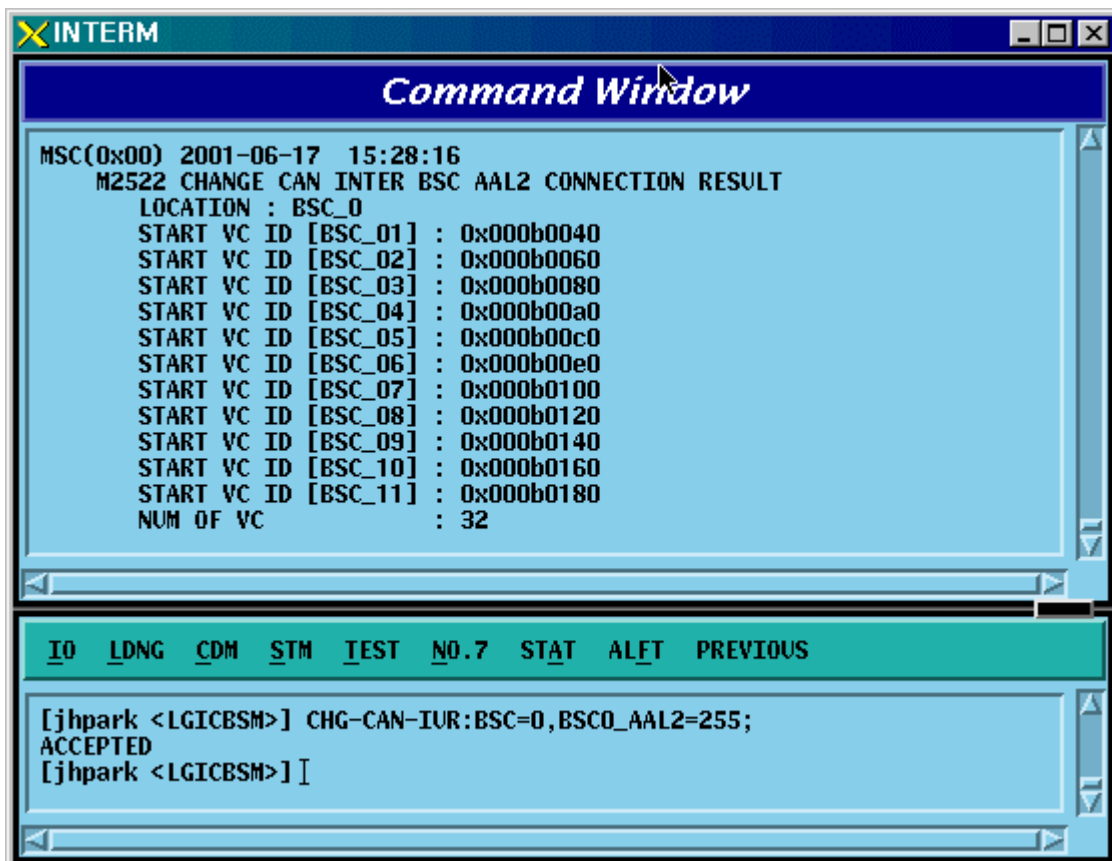 INTERM
Command Window
MSC(0x00) 2001-06-17 15:28:16
M2522 CHANGE CAN INTER BSC AAL2 CONNECTION RESULT
LOCATION : BSC_0
START VC ID [BSC_01] : 0x000b0040
START VC ID [BSC_02] : 0x000b0060
START VC ID [BSC_03] : 0x000b0080
START VC ID [BSC_04] : 0x000b00a0
START VC ID [BSC_05] : 0x000b00c0
START VC ID [BSC_06] : 0x000b00e0
START VC ID [BSC_07] : 0x000b0100
START VC ID [BSC_08] : 0x000b0120
START VC ID [BSC_09] : 0x000b0140
START VC ID [BSC_10] : 0x000b0160
START VC ID [BSC_11] : 0x000b0180
NUM OF VC : 32
IO LDNG CDM STM TEST NO.7 STAT ALFT PREVIOUS
[jhpark <LGICBSM>] CHG-CAN-IVR:BSC=0,BSC0_AAL2=255;
ACCEPTED
[jhpark <LGICBSM>]